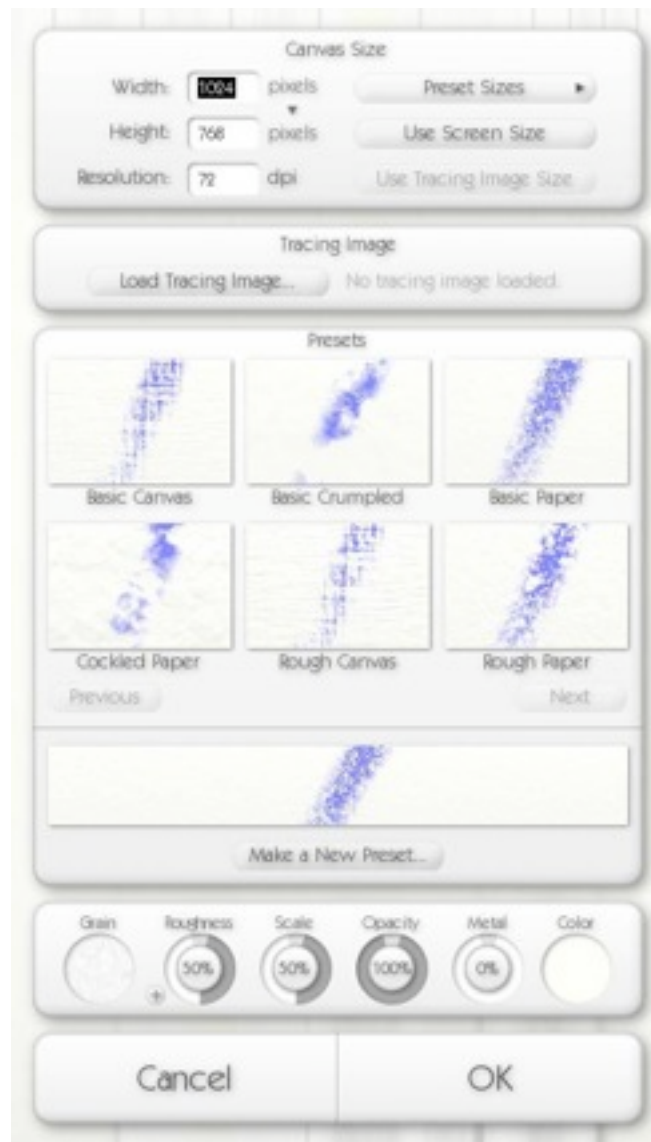 Canvas Size
Width: 1024 pixels Preset Sizes
Height: 768 pixels Use Screen Size
Resolution: 72 dpi Use Tracing Image Size
Tracing Image
Load Tracing Image... No tracing image loaded.
Presets
Basic Canvas Basic Crumpled Basic Paper
Cockled Paper Rough Canvas Rough Paper
Previous Next
Make a New Preset...
Grain Roughness Scale Opacity Metal Color
50% 50% 100% 0%
Cancel OK